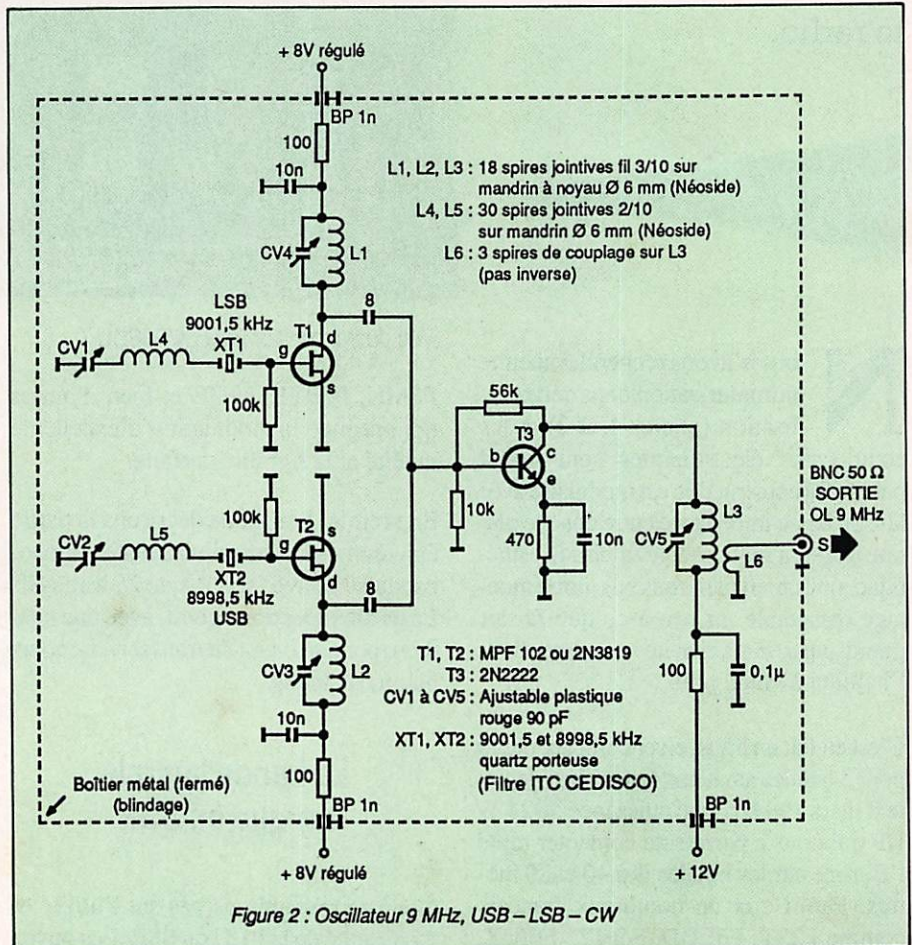 + 8V régulé
BP 1n
100
10n
L1, L2, L3 : 18 spires jointives fil 3/10 sur
mandrin à noyau Ø 6 mm (Néoside)
L4, L5 : 30 spires jointives 2/10
sur mandrin Ø 6 mm (Néoside)
L6 : 3 spires de couplage sur L3
(pas inverse)
CV4
L1
LSB
9001,5 kHz
XT1
CV1
L4
g
T1
d
s
8
100k
56k
T3
b
c
e
10k
470
10n
CV5
L3
L6
BNC 50 Ω
SORTIE
OL 9 MHz
S
100k
CV2
L5
g
T2
s
d
XT2
8998,5 kHz
USB
8
CV3
L2
10n
100
T1, T2 : MPF 102 ou 2N3819
T3 : 2N2222
CV1 à CV5 : Ajustable plastique
rouge 90 pF
XT1, XT2 : 9001,5 et 8998,5 kHz
quartz porteuse
(Filtre ITC CEDISCO)
100
0,1µ
Boîtier métal (fermé)
(blindage)
BP 1n
BP 1n
+ 8V régulé
+ 12V
Figure 2 : Oscillateur 9 MHz, USB – LSB – CW